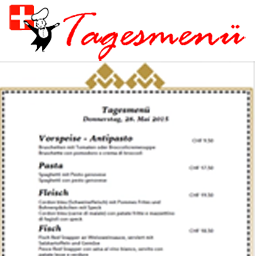 Tagesmenü
Tagesmenü
Donnerstag, 28. Mai 2015
Vorspeise - Antipasto
Bruschetten mit Tomaten oder Broccolicremesuppe
Bruschette con pomodoro o crema di broccoli
CHF 9.50
Pasta
Spaghetti mit Pesto genovese
Spaghetti con pesto genovese
CHF 17.50
Fleisch
Cordon bleu (Schweinefleisch) mit Pommes Frites und
Bohnenpäckchen mit Speck
Cordon bleu (carne di maiale) con patate fritte e mazzettino
di fagioli con speck
CHF 19.50
Fisch
Fisch Red Snapper an Weissweinsauce, serviert mit
Salzkartoffeln und Gemüse
Pesce Red Snapper con salsa al vino bianco, servito con
patate lesse e verdure
CHF 18.50